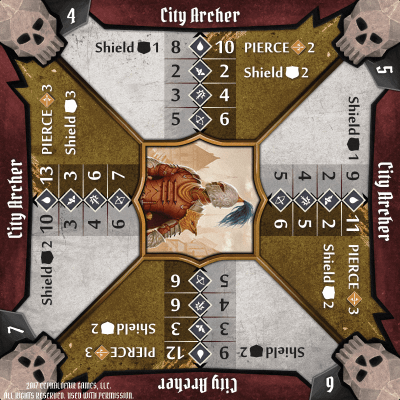 4
City Archer
Shield 1 8 10 PIERCE 2
2 2 Shield 2
3 4
5 6
5
City Archer
Shield 1 9 11 PIERCE 3
2 2 Shield 2
4 5
5 6
6
City Archer
Shield 2 9 12 PIERCE 3
3 3 Shield 2
4 6
5 6
7
City Archer
Shield 2 10 13 PIERCE 3
3 3 Shield 3
4 6
6 7
2017 CEPHALOFAIR GAMES, LLC.
ALL RIGHTS RESERVED. USED WITH PERMISSION.